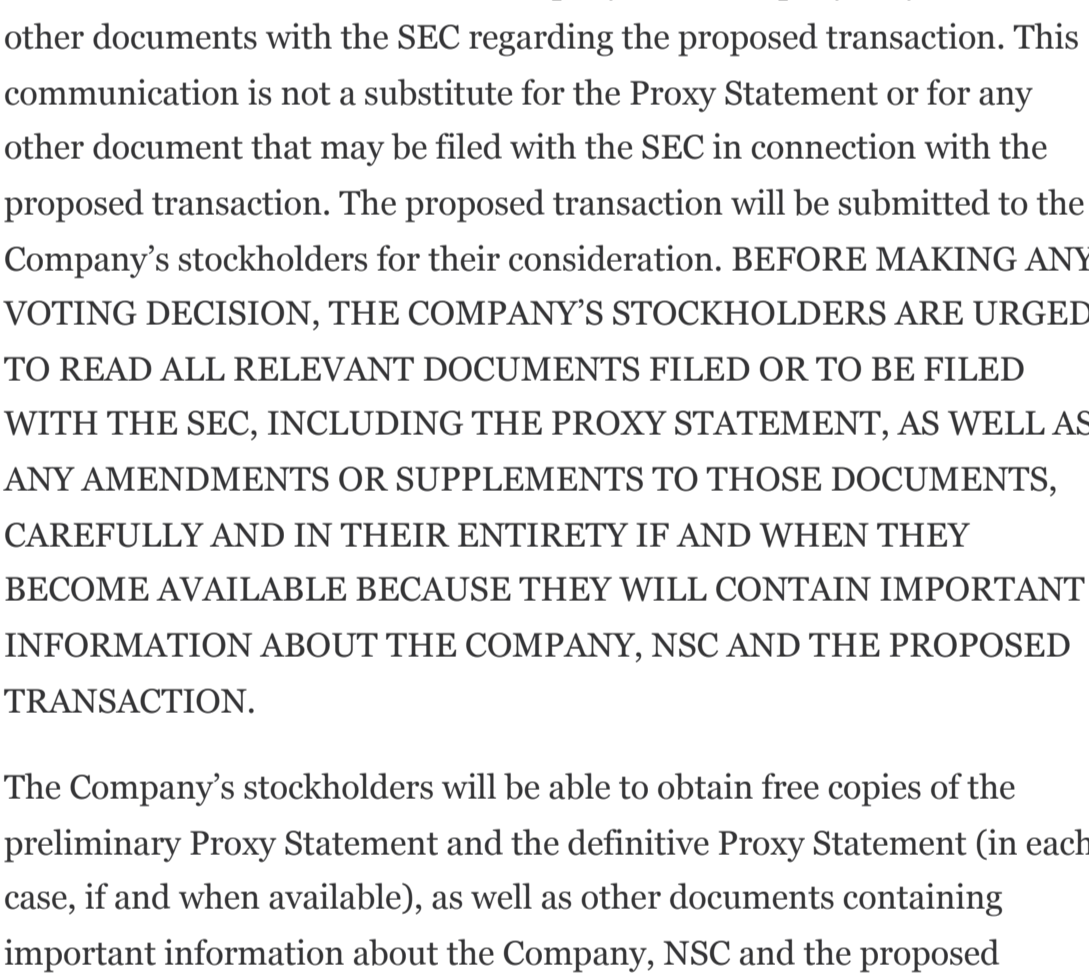 other documents with the SEC regarding the proposed transaction. This
communication is not a substitute for the Proxy Statement or for any
other document that may be filed with the SEC in connection with the
proposed transaction. The proposed transaction will be submitted to the
Company’s stockholders for their consideration. BEFORE MAKING ANY
VOTING DECISION, THE COMPANY’S STOCKHOLDERS ARE URGED
TO READ ALL RELEVANT DOCUMENTS FILED OR TO BE FILED
WITH THE SEC, INCLUDING THE PROXY STATEMENT, AS WELL AS
ANY AMENDMENTS OR SUPPLEMENTS TO THOSE DOCUMENTS,
CAREFULLY AND IN THEIR ENTIRETY IF AND WHEN THEY
BECOME AVAILABLE BECAUSE THEY WILL CONTAIN IMPORTANT
INFORMATION ABOUT THE COMPANY, NSC AND THE PROPOSED
TRANSACTION.
The Company’s stockholders will be able to obtain free copies of the
preliminary Proxy Statement and the definitive Proxy Statement (in each
case, if and when available), as well as other documents containing
important information about the Company, NSC and the proposed